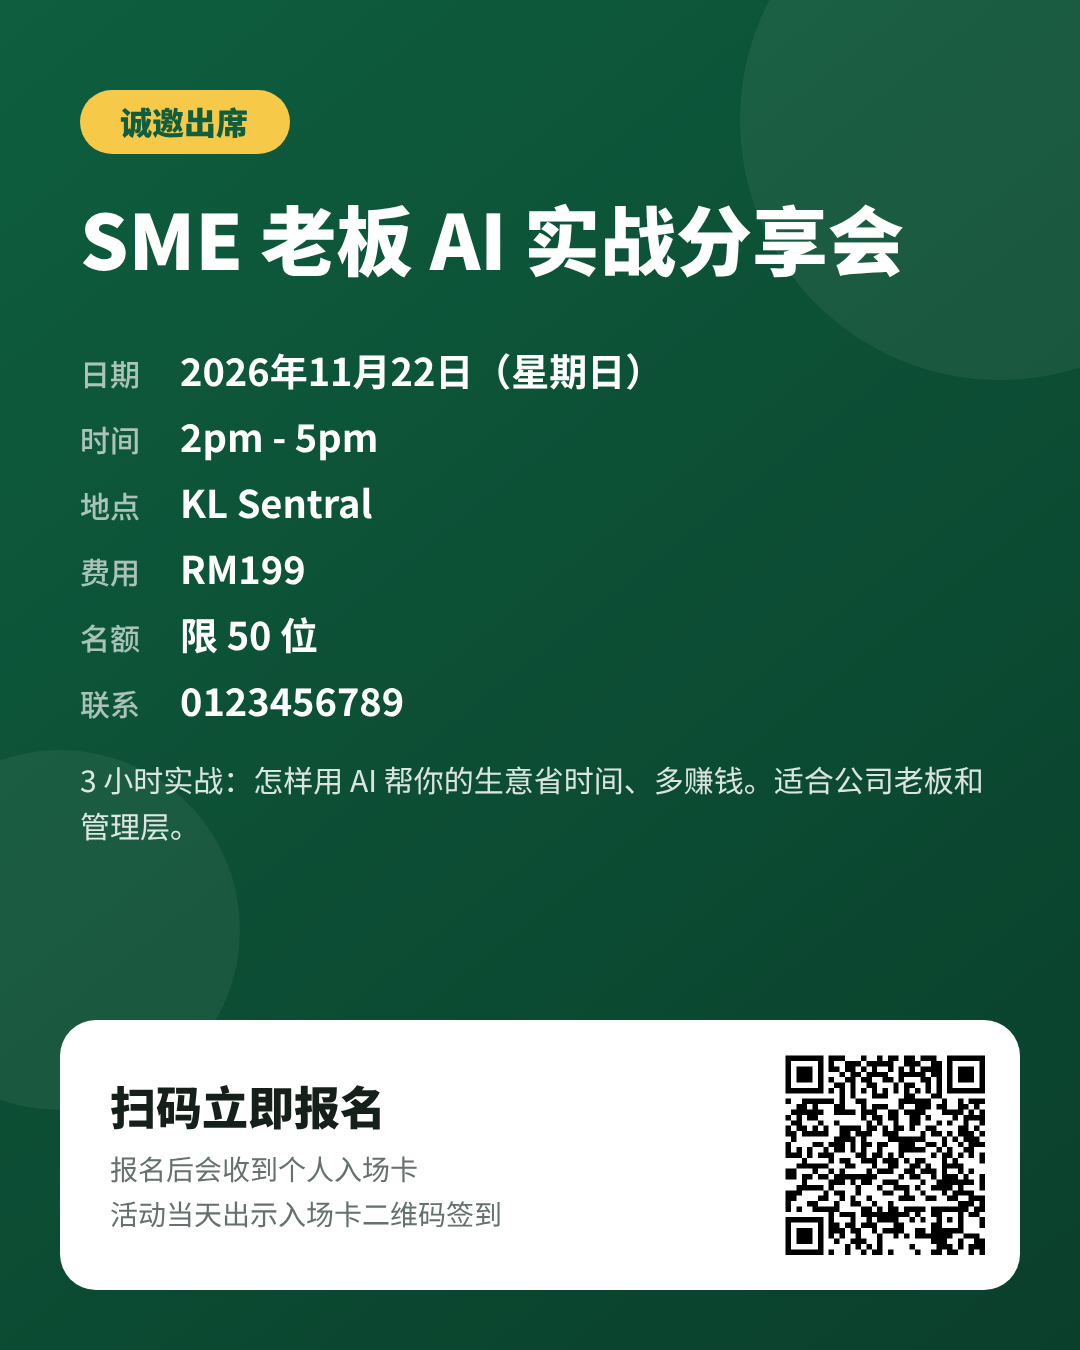 诚邀出席
SME 老板 AI 实战分享会
日期 2026年11月22日（星期日）
时间 2pm - 5pm
地点 KL Sentral
费用 RM199
名额 限 50 位
联系 0123456789
3 小时实战：怎样用 AI 帮你的生意省时间、多赚钱。适合公司老板和
管理层。
扫码立即报名
报名后会收到个人入场卡
活动当天出示入场卡二维码签到